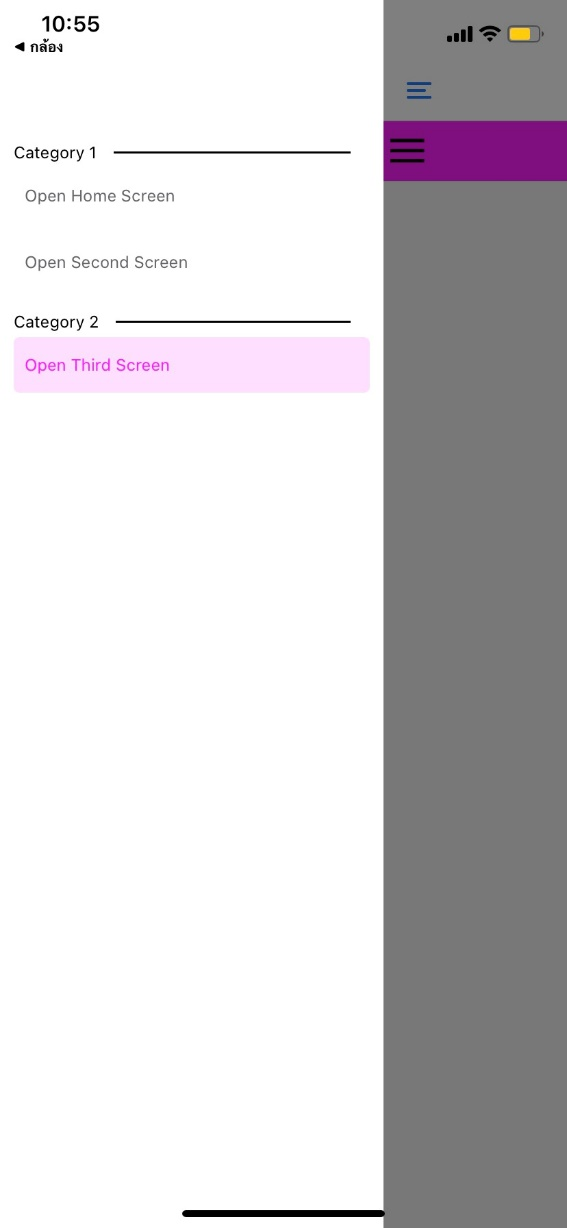 10:55
◀ กล้อง
Category 1
Open Home Screen
Open Second Screen
Category 2
Open Third Screen